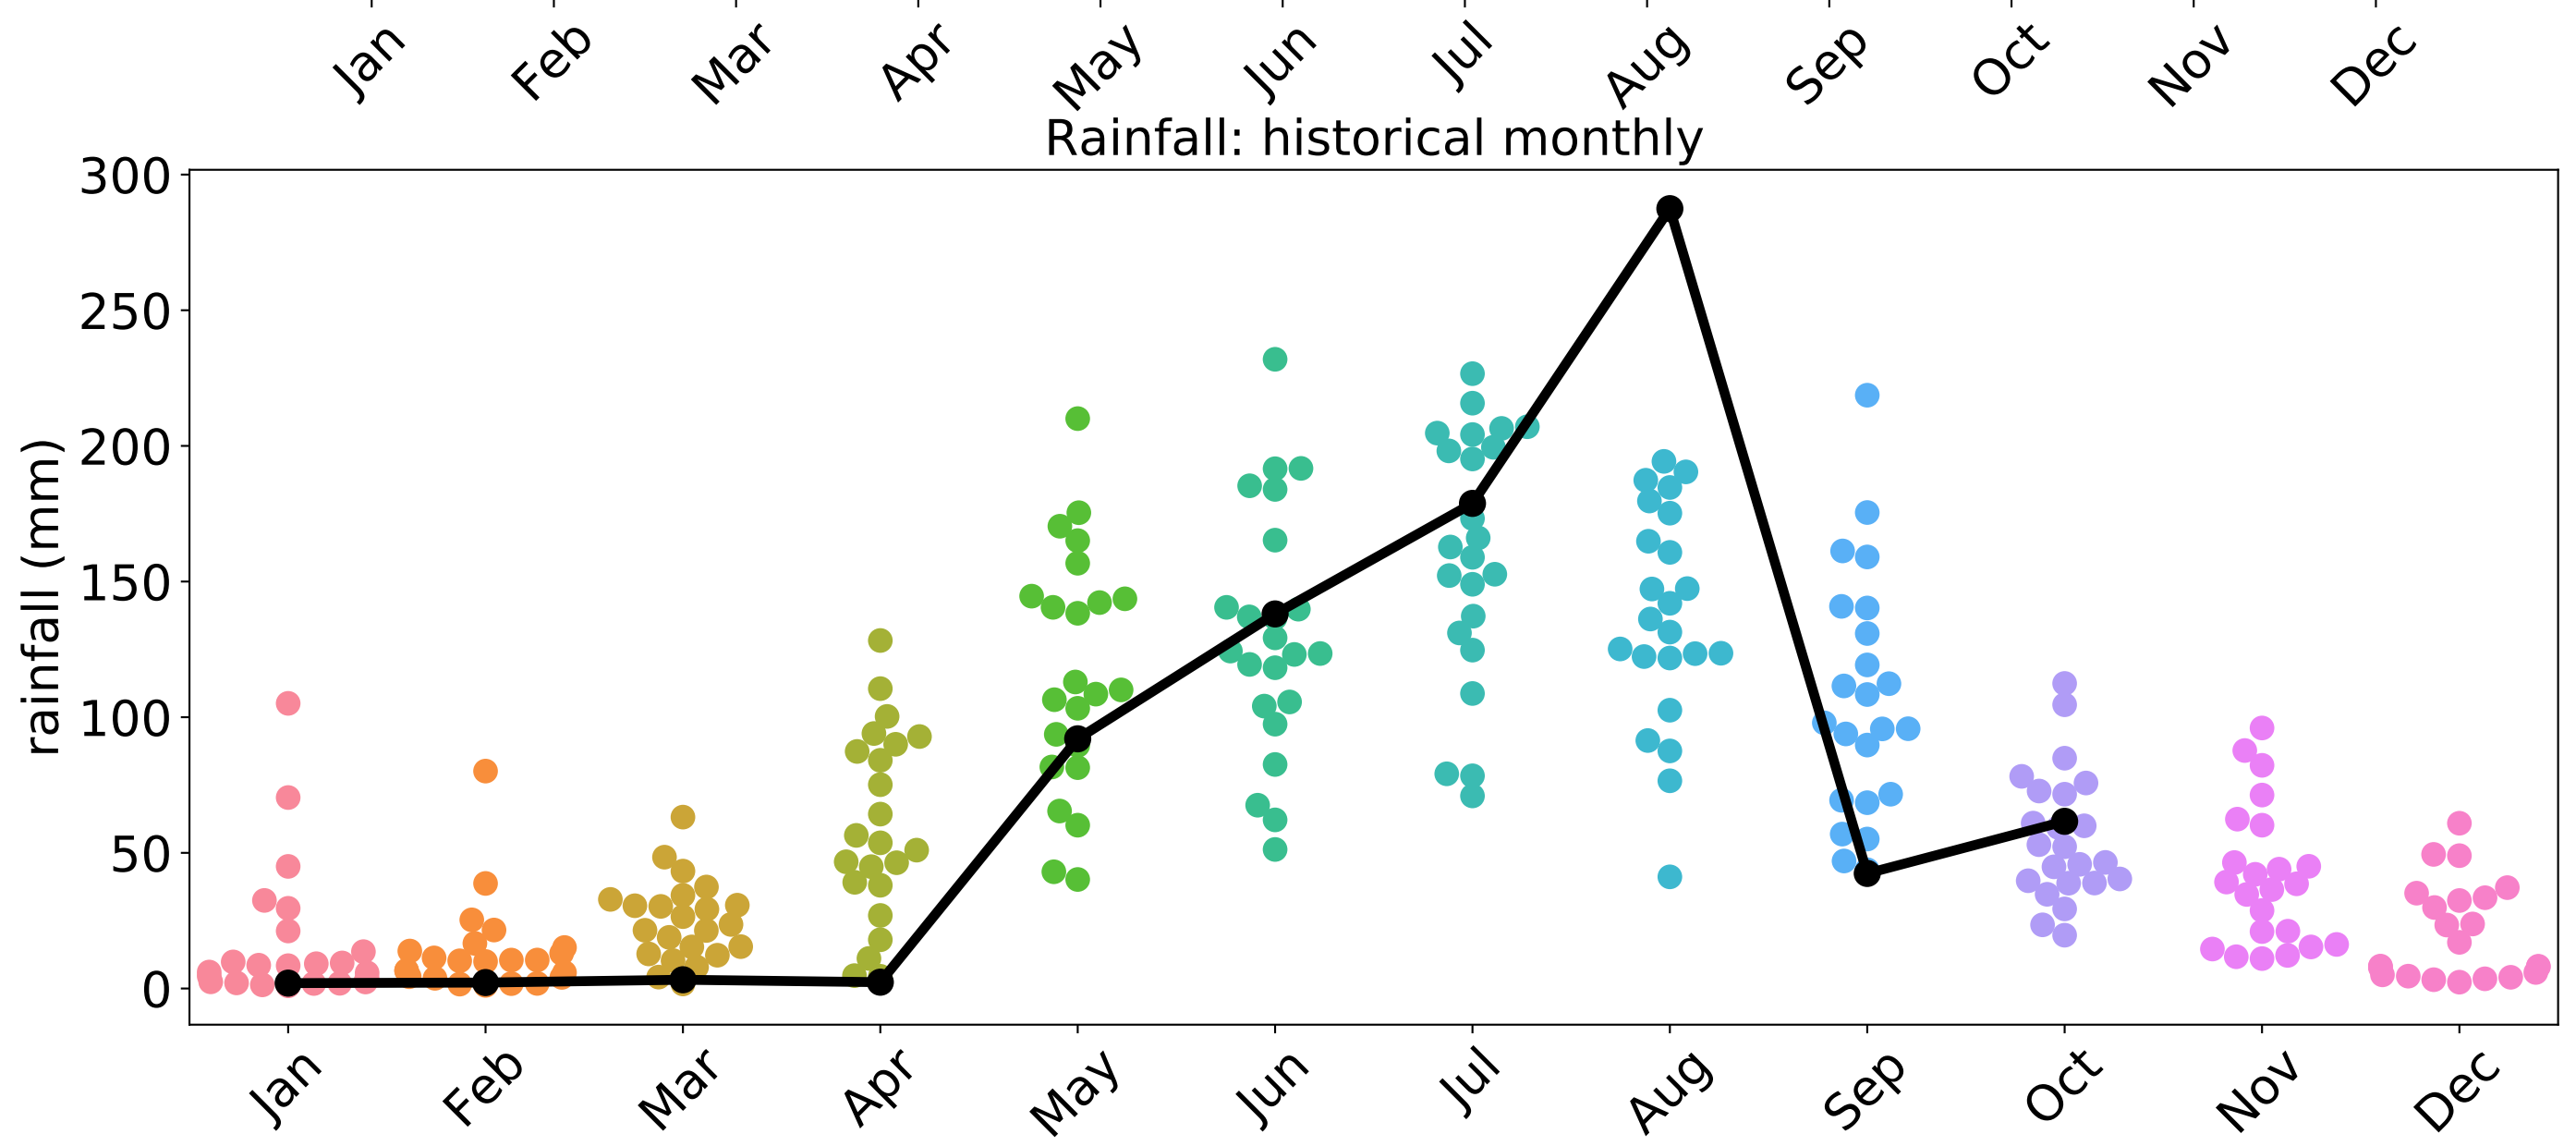 Jan Feb Mar Apr May Jun Jul Aug Sep Oct Nov Dec
Rainfall: historical monthly
300
250
200
150
100
50
0
rainfall (mm)
Jan Feb Mar Apr May Jun Jul Aug Sep Oct Nov Dec